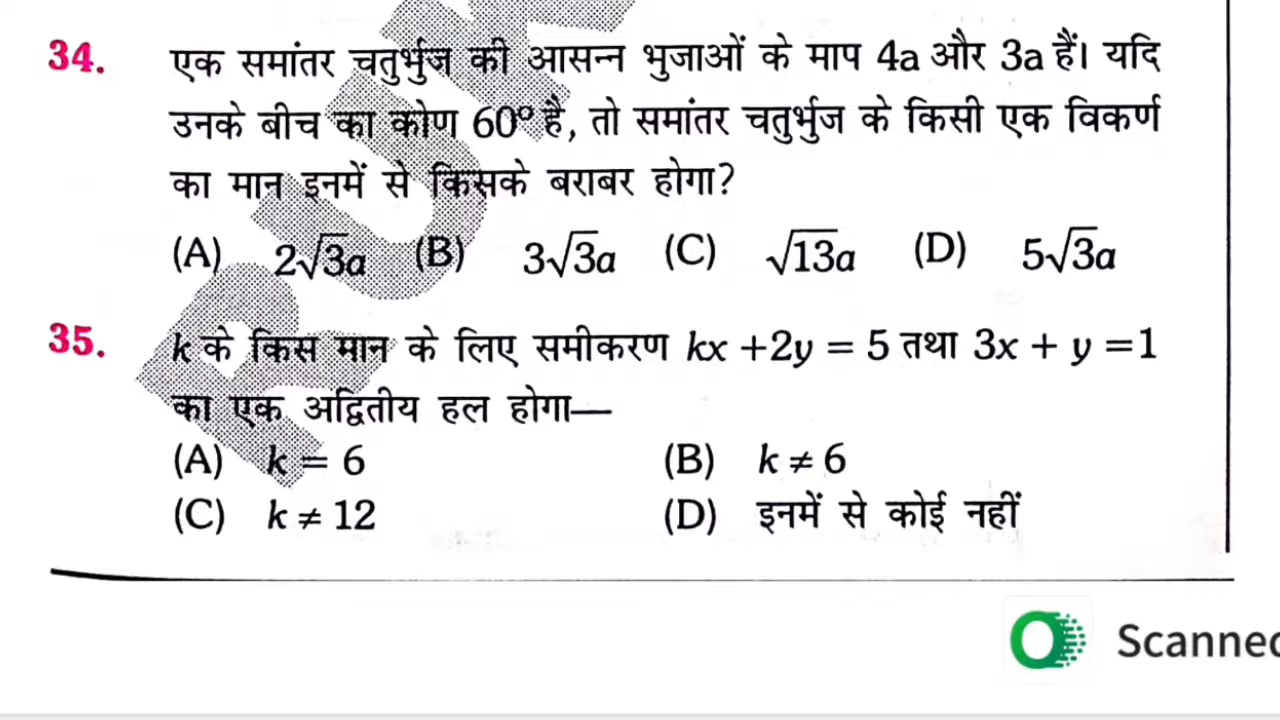 34. एक समांतर चतुर्भुज की आसन्न भुजाओं के माप 4a और 3a हैं। यदि
उनके बीच का कोण 60º है, तो समांतर चतुर्भुज के किसी एक विकर्ण
का मान इनमें से किसके बराबर होगा?
(A) 2√3a (B) 3√3a (C) √13a (D) 5√3a
35. k के किस मान के लिए समीकरण kx +2y = 5 तथा 3x + y =1
का एक अद्वितीय हल होगा—
(A) k = 6 (B) k ≠ 6
(C) k ≠ 12 (D) इनमें से कोई नहीं
Scanned